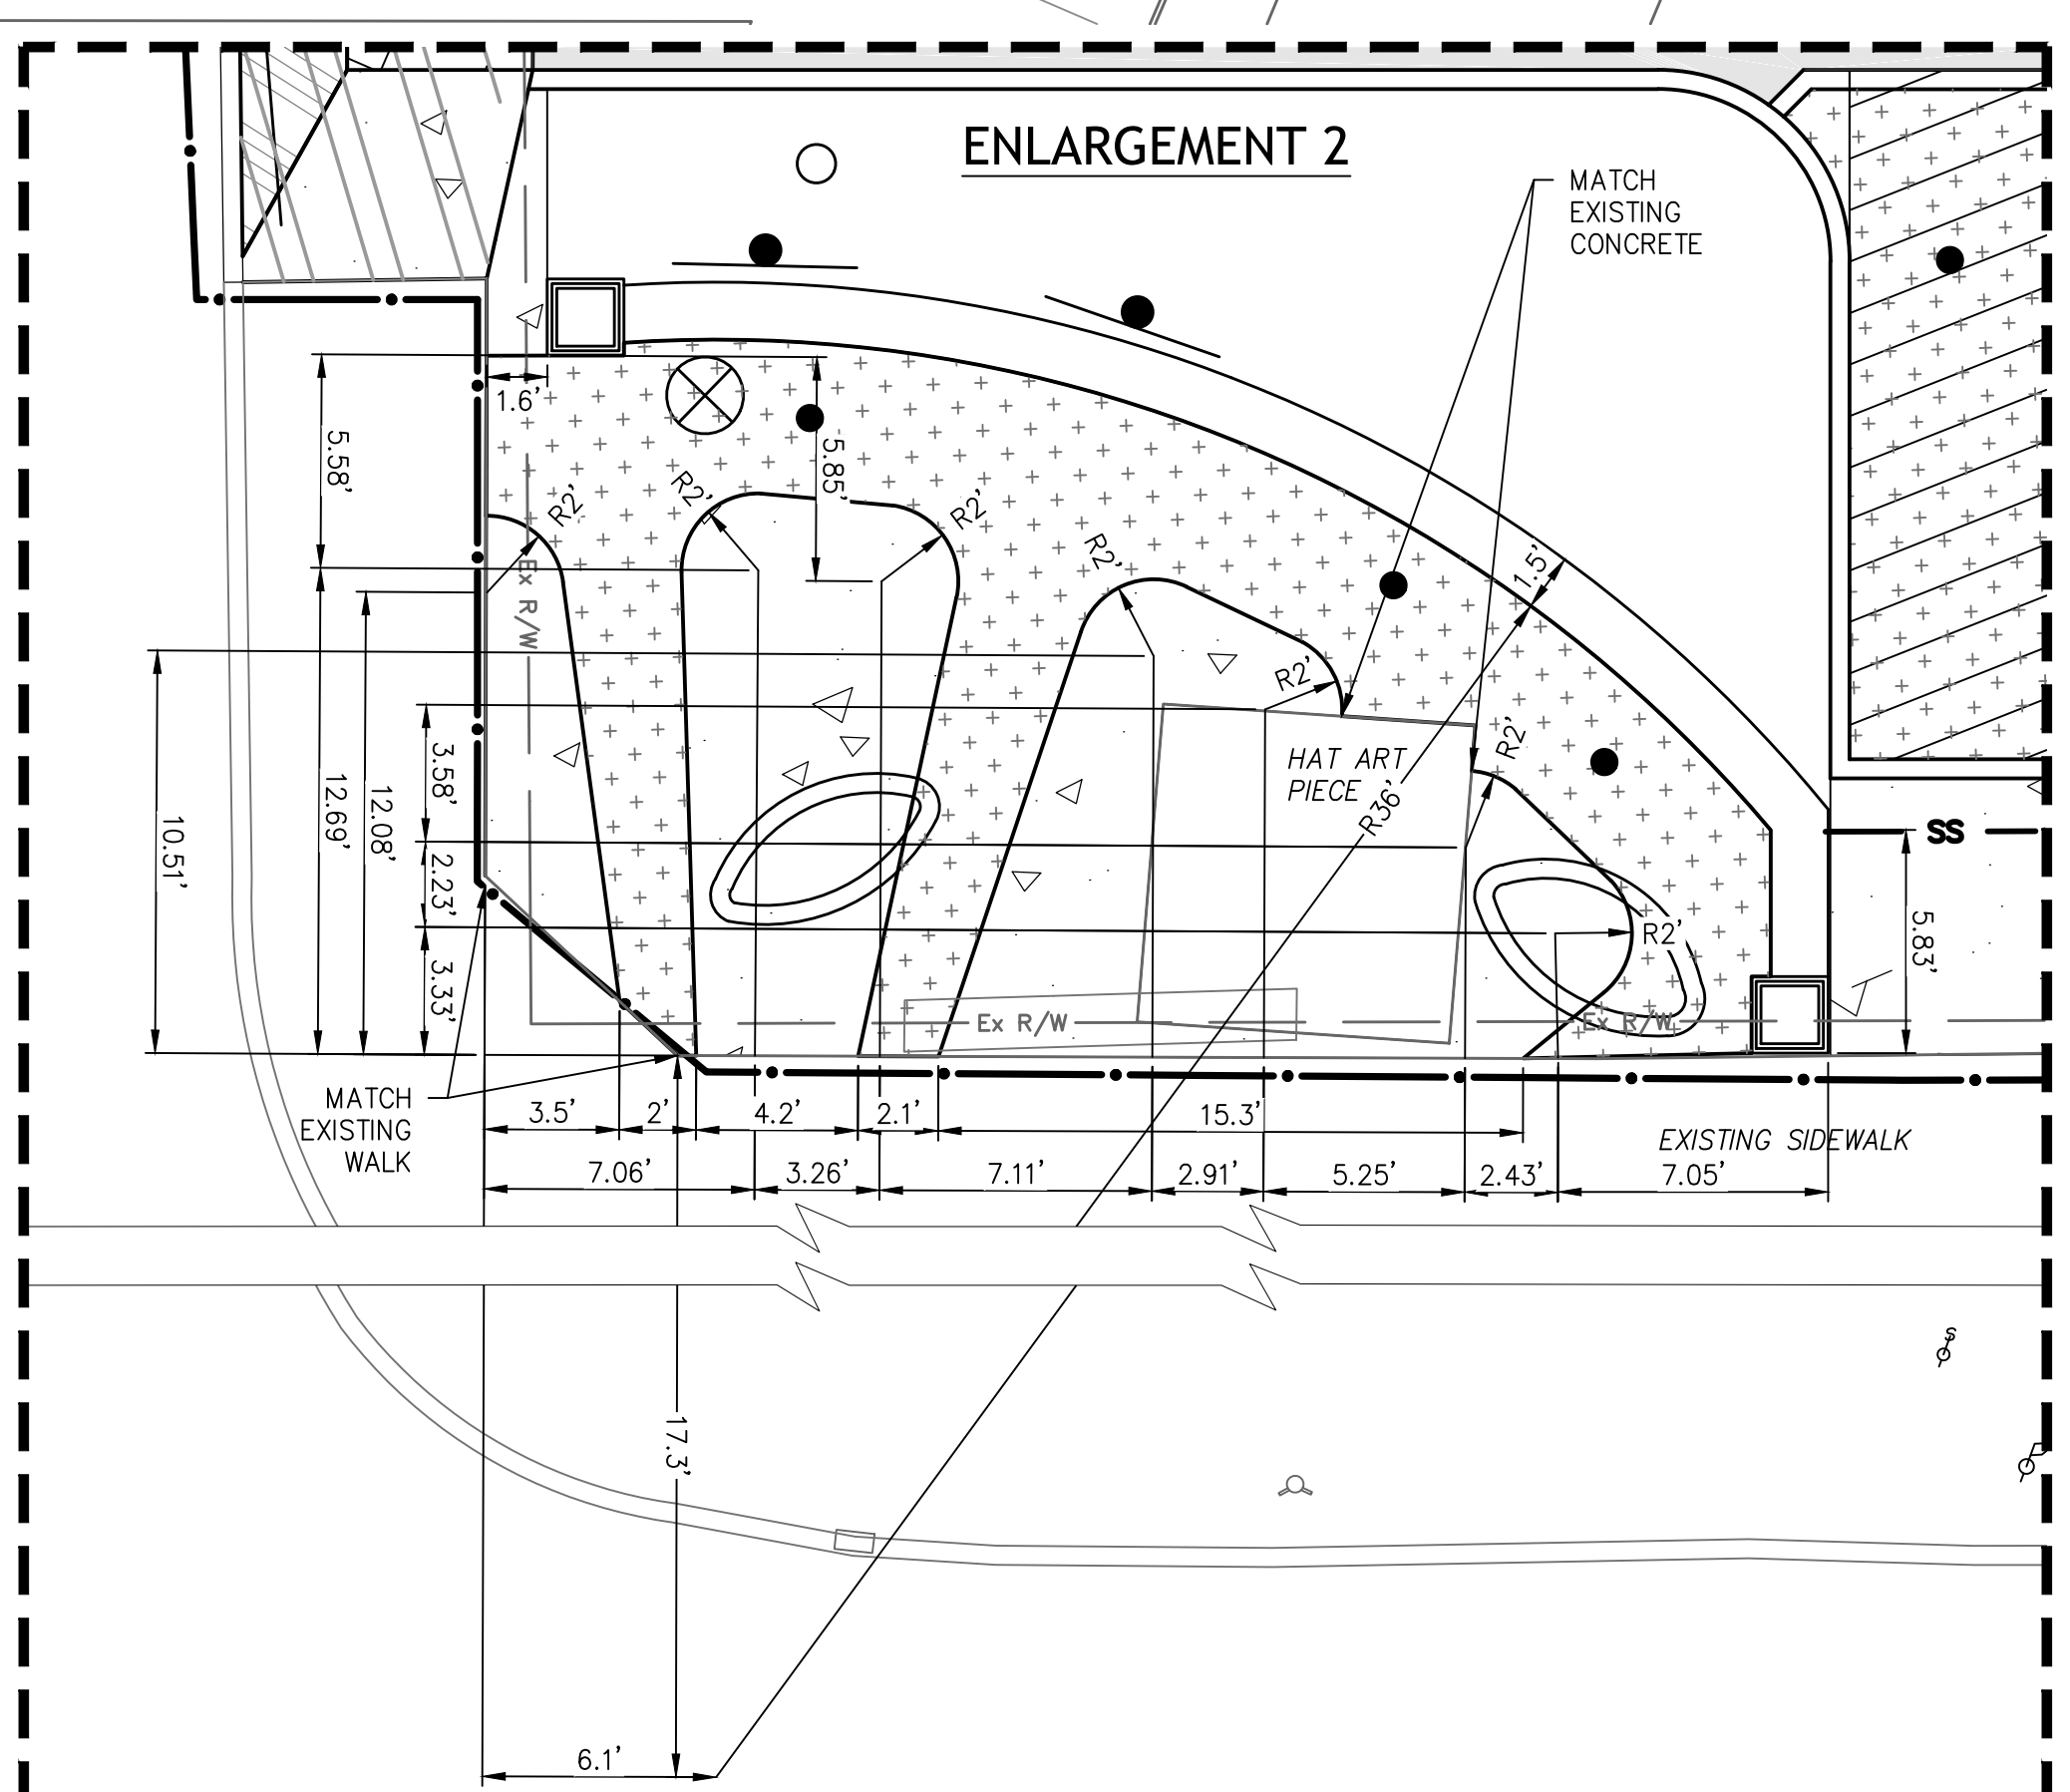 ENLARGEMENT 2
MATCH
EXISTING
CONCRETE
1.6'
5.58'
5.85'
R2'
R2'
R2'
R2'
1.5'
Ex R/W
R2'
R2'
HAT ART
PIECE
R36'
3.58'
12.69'
12.08'
10.51'
2.23'
SS
5.83'
R2'
3.33'
Ex R/W
Ex R/W
MATCH
EXISTING
WALK
3.5'
2'
4.2'
2.1'
15.3'
EXISTING SIDEWALK
7.06'
3.26'
7.11'
2.91'
5.25'
2.43'
7.05'
S
17.3'
P
6.1'